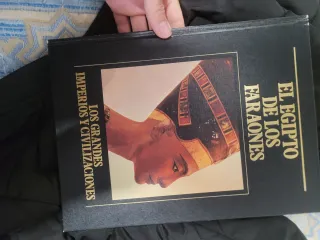 EL EGIPTO
DE LOS
FARAONES
LOS GRANDES
IMPERIOS Y CIVILIZACIONES